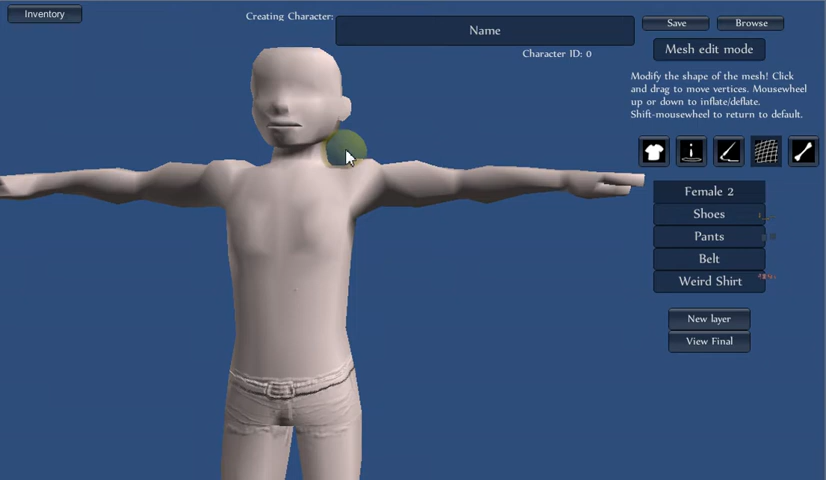 Inventory
Creating Character:
Name
Save
Browse
Character ID: 0
Mesh edit mode
Modify the shape of the mesh! Click
and drag to move vertices. Mousewheel
up or down to inflate/deflate.
Shift-mousewheel to return to default.
Female 2
Shoes
Pants
Belt
Weird Shirt
New layer
View Final